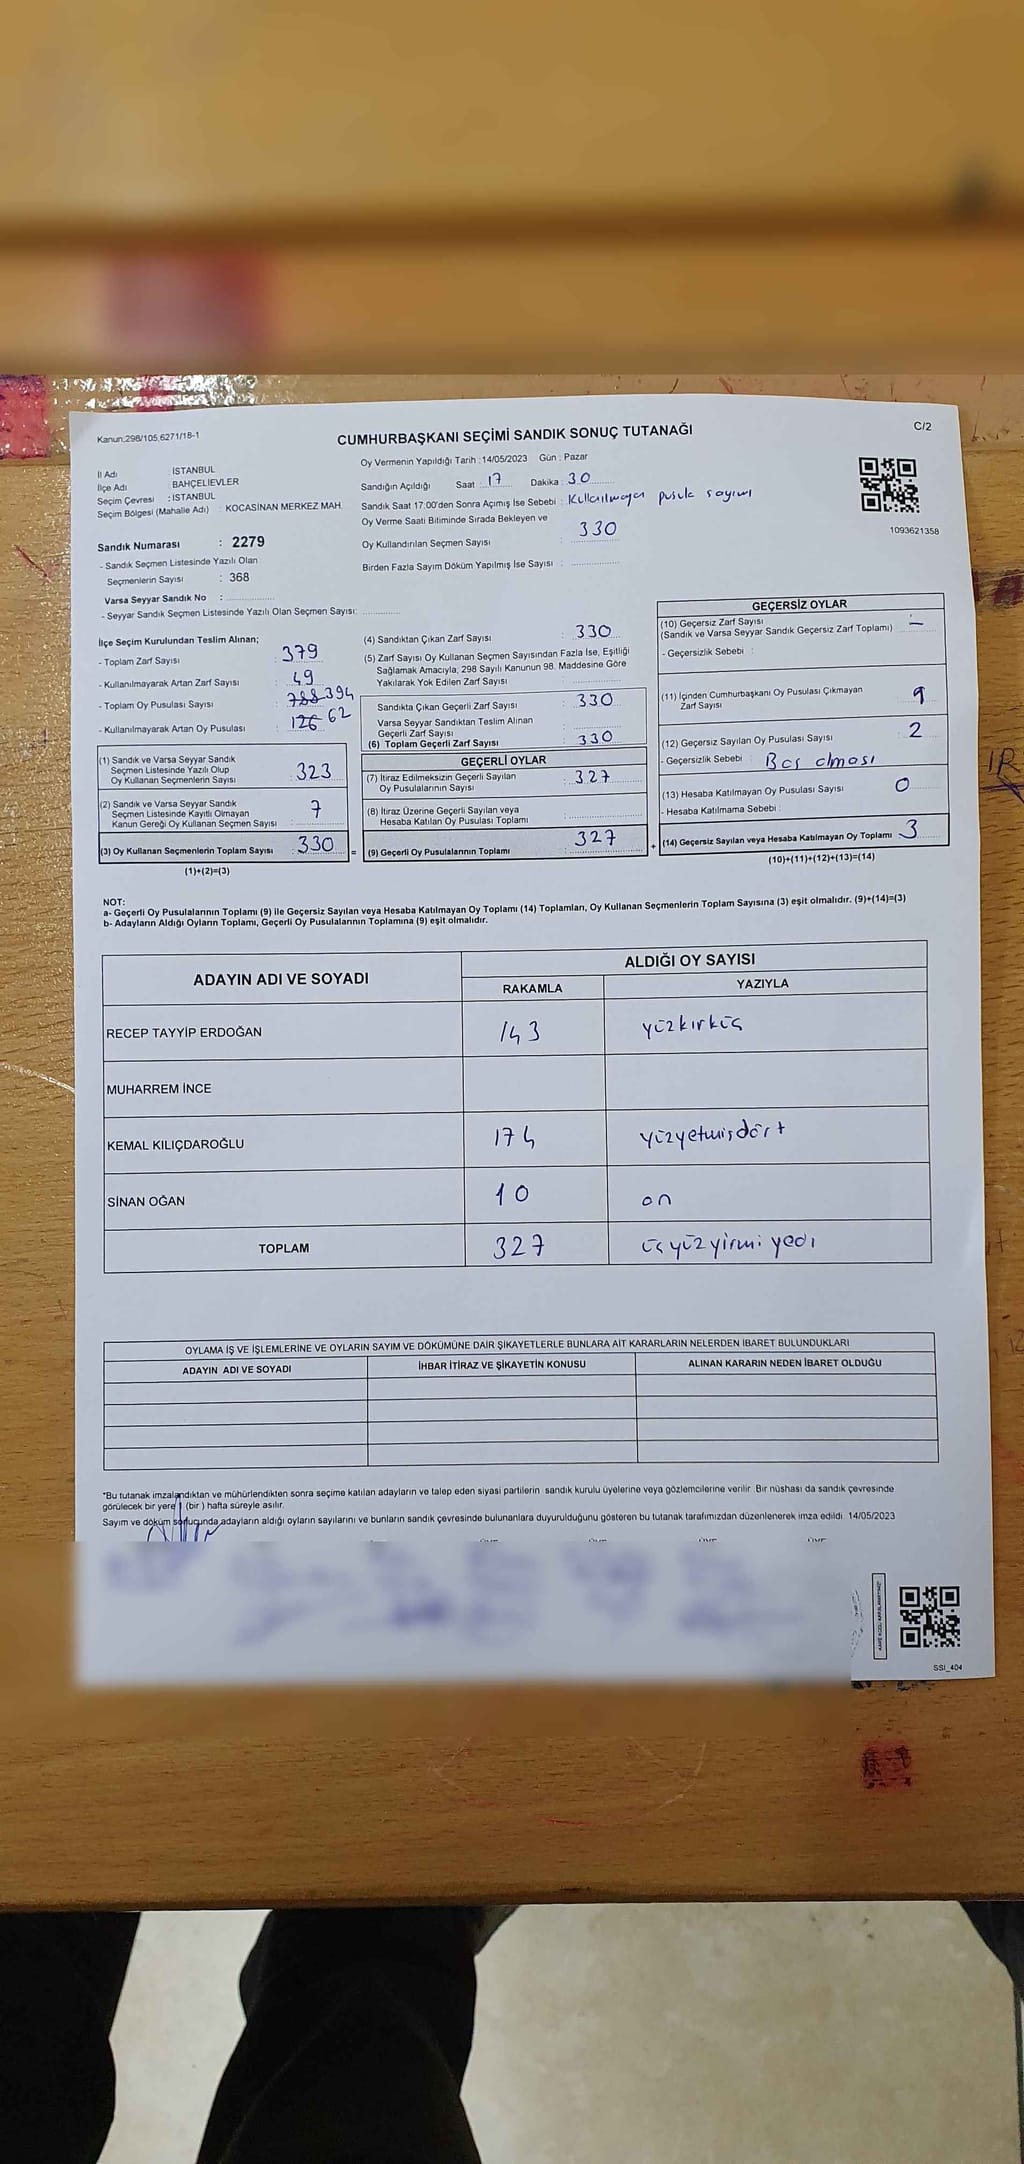 Kanun;298/105,6271/18-1
C/2
CUMHURBAŞKANI SEÇİMİ SANDIK SONUÇ TUTANAĞI
İl Adı : İSTANBUL
İlçe Adı : BAHÇELİEVLER
Seçim Çevresi : İSTANBUL
Seçim Bölgesi (Mahalle Adı) : KOCASİNAN MERKEZ MAH.
Sandık Numarası : 2279
- Sandık Seçmen Listesinde Yazılı Olan
Seçmenlerin Sayısı : 368
Varsa Seyyar Sandık No :
- Seyyar Sandık Seçmen Listesinde Yazılı Olan Seçmen Sayısı:
Oy Vermenin Yapıldığı Tarih :14/05/2023 Gün : Pazar
Sandığın Açıldığı Saat : 17 Dakika : 30
Sandık Saat 17:00'den Sonra Açımış İse Sebebi : Kullanılmayan pusula sayımı
Oy Verme Saati Bitiminde Sırada Bekleyen ve
Oy Kullandırılan Seçmen Sayısı : 330
Birden Fazla Sayım Döküm Yapılmış İse Sayısı :
1093621358
İlçe Seçim Kurulundan Teslim Alınan;
- Toplam Zarf Sayısı : 379
- Kullanılmayarak Artan Zarf Sayısı : 49
- Toplam Oy Pusulası Sayısı : 788 394
- Kullanılmayarak Artan Oy Pusulası : 126 62
(1) Sandık ve Varsa Seyyar Sandık
Seçmen Listesinde Yazılı Olup
Oy Kullanan Seçmenlerin Sayısı : 323
(2) Sandık ve Varsa Seyyar Sandık
Seçmen Listesinde Kayıtlı Olmayan
Kanun Gereği Oy Kullanan Seçmen Sayısı : 7
(3) Oy Kullanan Seçmenlerin Toplam Sayısı : 330 =
(1)+(2)=(3)
(4) Sandıktan Çıkan Zarf Sayısı : 330
(5) Zarf Sayısı Oy Kullanan Seçmen Sayısından Fazla İse, Eşitliği
Sağlamak Amacıyla, 298 Sayılı Kanunun 98. Maddesine Göre
Yakılarak Yok Edilen Zarf Sayısı :
Sandıkta Çıkan Geçerli Zarf Sayısı : 330
Varsa Seyyar Sandıktan Teslim Alınan
Geçerli Zarf Sayısı :
(6) Toplam Geçerli Zarf Sayısı : 330
GEÇERLİ OYLAR
(7) İtiraz Edilmeksizin Geçerli Sayılan
Oy Pusulalarının Sayısı : 327
(8) İtiraz Üzerine Geçerli Sayılan veya
Hesaba Katılan Oy Pusulası Toplamı :
(9) Geçerli Oy Pusulalarının Toplamı : 327 +
GEÇERSİZ OYLAR
(10) Geçersiz Zarf Sayısı : –
(Sandık ve Varsa Seyyar Sandık Geçersiz Zarf Toplamı)
- Geçersizlik Sebebi :
(11) İçinden Cumhurbaşkanı Oy Pusulası Çıkmayan
Zarf Sayısı
(12) Geçersiz Sayılan Oy Pusulası Sayısı : 2
- Geçersizlik Sebebi : Boş olması
(13) Hesaba Katılmayan Oy Pusulası Sayısı : 0
- Hesaba Katılmama Sebebi :
(14) Geçersiz Sayılan veya Hesaba Katılmayan Oy Toplamı : 3
(10)+(11)+(12)+(13)=(14)
NOT:
a- Geçerli Oy Pusulalarının Toplamı (9) ile Geçersiz Sayılan veya Hesaba Katılmayan Oy Toplamı (14) Toplamları, Oy Kullanan Seçmenlerin Toplam Sayısına (3) eşit olmalıdır. (9)+(14)=(3)
b- Adayların Aldığı Oyların Toplamı, Geçerli Oy Pusulalarının Toplamına (9) eşit olmalıdır.
ADAYIN ADI VE SOYADI ALDIĞI OY SAYISI
RAKAMLA YAZIYLA
RECEP TAYYİP ERDOĞAN 143 yüzkırküç
MUHARREM İNCE
KEMAL KILIÇDAROĞLU 174 yüzyetmişdört
SİNAN OĞAN 10 on
TOPLAM 327 üçyüzyirmi yedi
OYLAMA İŞ VE İŞLEMLERİNE VE OYLARIN SAYIM VE DÖKÜMÜNE DAİR ŞİKAYETLERLE BUNLARA AİT KARARLARIN NELERDEN İBARET BULUNDUKLARI
ADAYIN ADI VE SOYADI İHBAR İTİRAZ VE ŞİKAYETİN KONUSU ALINAN KARARIN NEDEN İBARET OLDUĞU
*Bu tutanak imzalandıktan ve mühürlendikten sonra seçime katılan adayların ve talep eden siyasi partilerin sandık kurulu üyelerine veya gözlemcilerine verilir. Bir nüshası da sandık çevresinde
görülecek bir yere (bir ) hafta süreyle asılır.
Sayım ve döküm sonucunda adayların aldığı oyların sayılarını ve bunların sandık çevresinde bulunanlara duyurulduğunu gösteren bu tutanak tarafımızdan düzenlenerek imza edildi. 14/05/2023
SSI_404